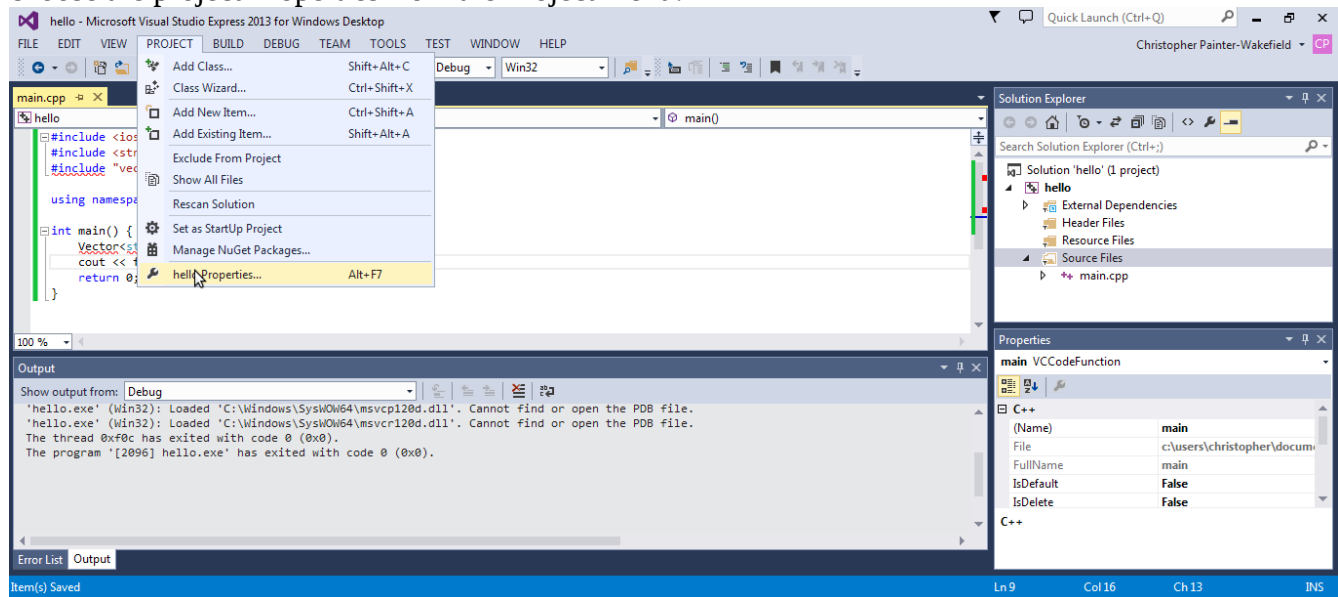 hello - Microsoft Visual Studio Express 2013 for Windows Desktop
Quick Launch (Ctrl+Q)
FILE EDIT VIEW PROJECT BUILD DEBUG TEAM TOOLS TEST WINDOW HELP
Christopher Painter-Wakefield
CP
Debug
Win32
Add Class... Shift+Alt+C
Class Wizard... Ctrl+Shift+X
Add New Item... Ctrl+Shift+A
Add Existing Item... Shift+Alt+A
Exclude From Project
Show All Files
Rescan Solution
Set as StartUp Project
Manage NuGet Packages...
hello Properties... Alt+F7
main.cpp
hello
main()
#include <ios
#include <str
#include "vec
using namespa
int main() {
Vector<st
cout << f
return 0;
}
100 %
Output
Show output from: Debug
'hello.exe' (Win32): Loaded 'C:\Windows\SysWOW64\msvcp120d.dll'. Cannot find or open the PDB file.
'hello.exe' (Win32): Loaded 'C:\Windows\SysWOW64\msvcr120d.dll'. Cannot find or open the PDB file.
The thread 0xf0c has exited with code 0 (0x0).
The program '[2096] hello.exe' has exited with code 0 (0x0).
Error List Output
Solution Explorer
Search Solution Explorer (Ctrl+;)
Solution 'hello' (1 project)
hello
External Dependencies
Header Files
Resource Files
Source Files
main.cpp
Properties
main VCCodeFunction
C++
(Name) main
File c:\users\christopher\docum
FullName main
IsDefault False
IsDelete False
C++
Item(s) Saved
Ln 9 Col 16 Ch 13 INS